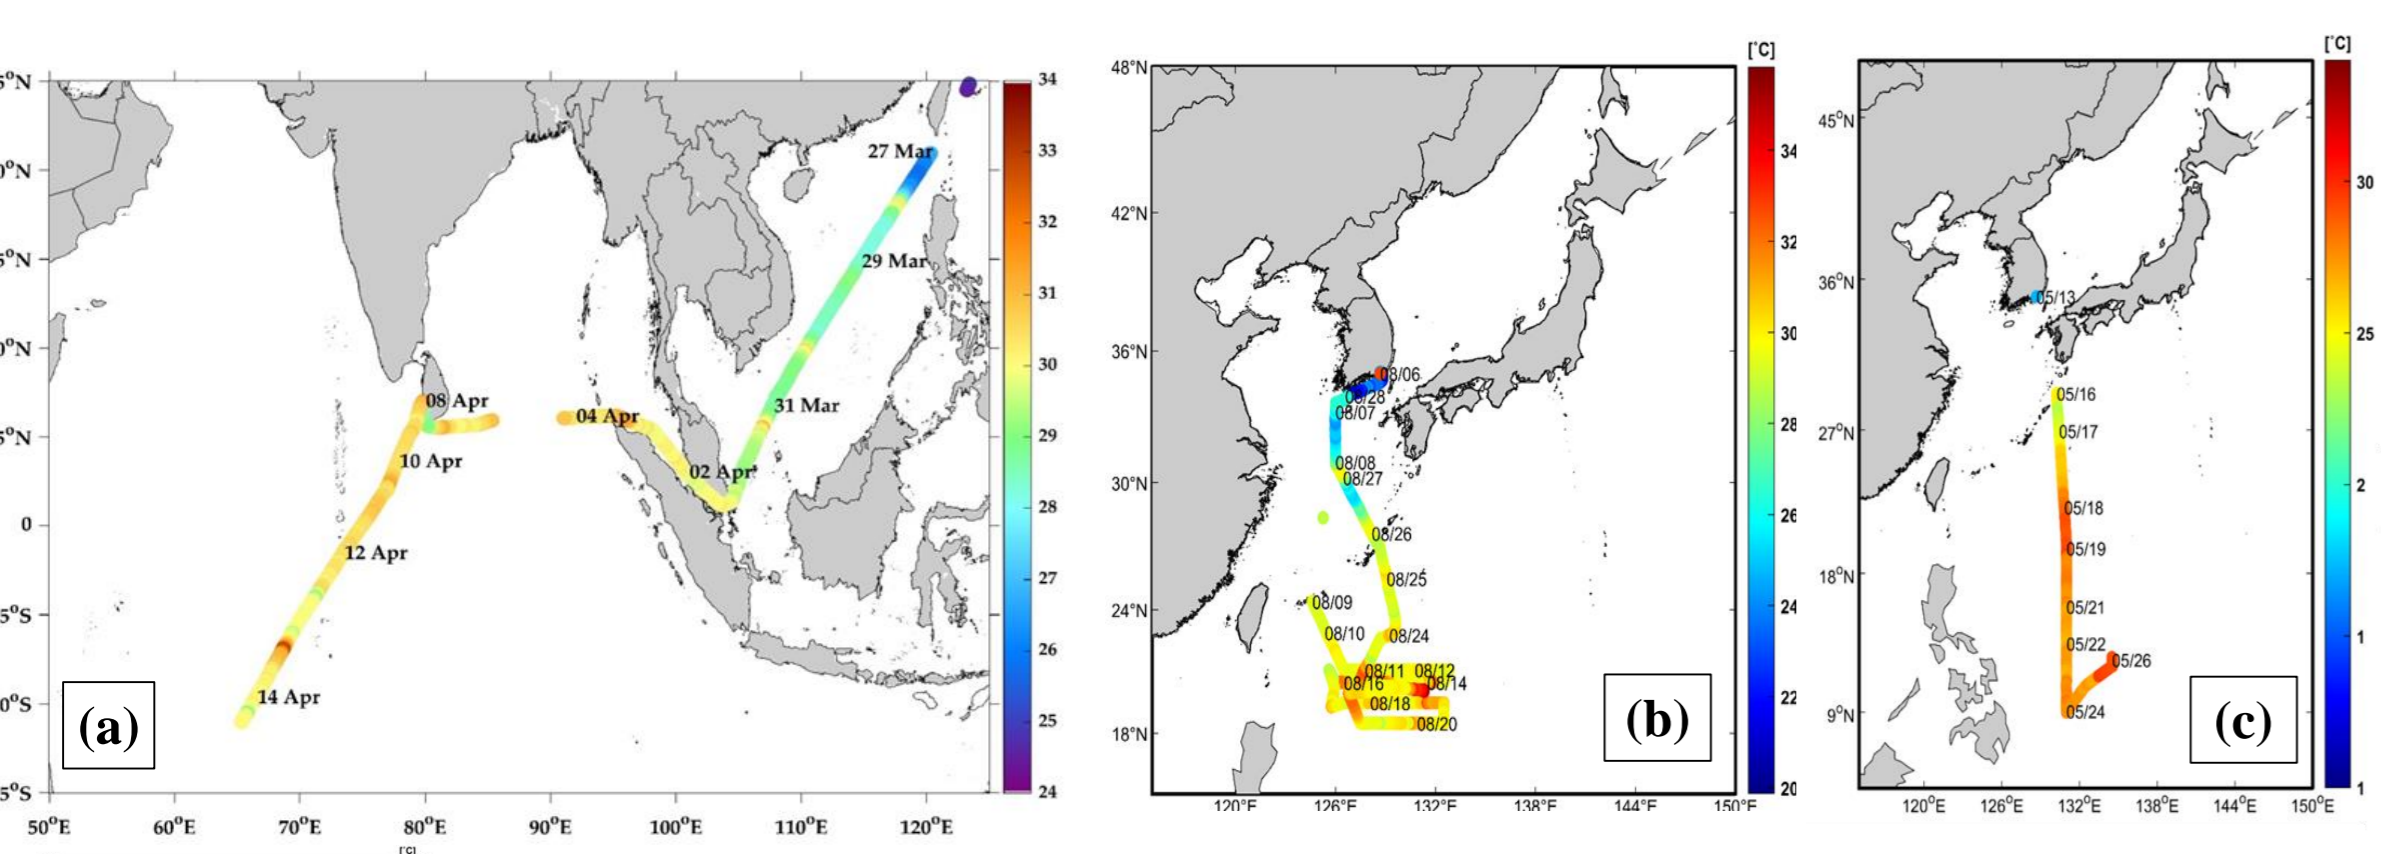 5°N
0°N
5°N
0°N
5°N
0
5°S
0°S
5°S
50°E 60°E 70°E 80°E 90°E 100°E 110°E 120°E
[°C]
27 Mar
29 Mar
31 Mar
02 Apr
04 Apr
08 Apr
10 Apr
12 Apr
14 Apr
(a)
34
33
32
31
30
29
28
27
26
25
24
48°N
42°N
36°N
30°N
24°N
18°N
120°E 126°E 132°E 138°E 144°E 150°E
08/06
08/28
08/07
08/08
08/27
08/26
08/25
08/09
08/10
08/24
08/11 08/12
08/16 08/14
08/18
08/20
(b)
[°C]
34
32
30
28
26
24
22
20
45°N
36°N
27°N
18°N
9°N
120°E 126°E 132°E 138°E 144°E 150°E
05/13
05/16
05/17
05/18
05/19
05/21
05/22
05/26
05/24
(c)
[°C]
30
25
2
1
1